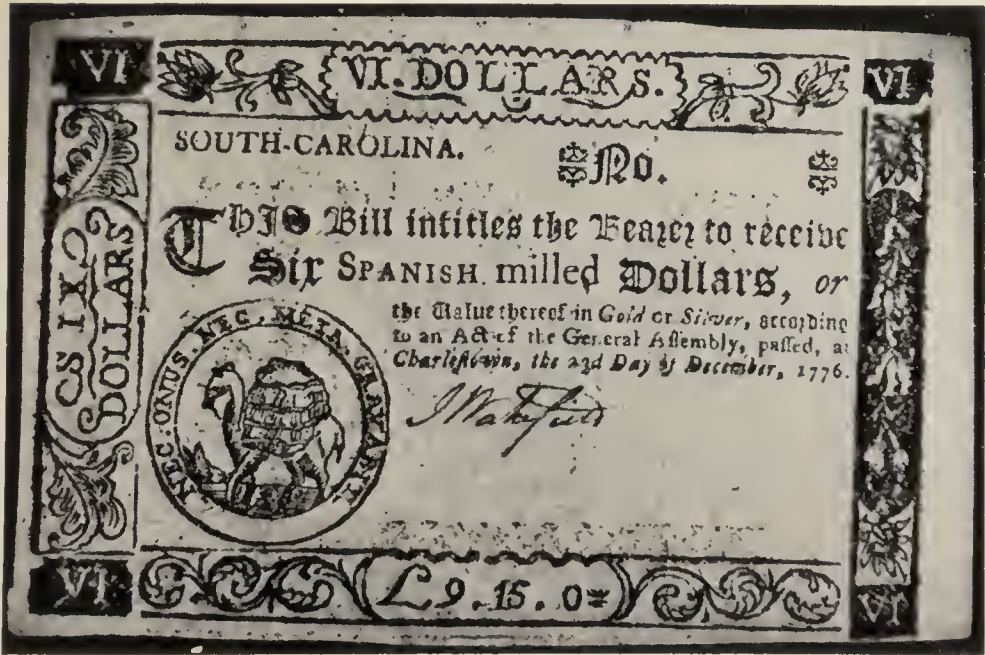 VI
VI. DOLLARS.
VI
SOUTH-CAROLINA.
No.
THIS Bill intitles the Bearer to receive
Six SPANISH milled Dollars, or
the Value thereof in Gold or Silver, according
to an Act of the General Assembly, passed, at
Charlestown, the 23d Day of December, 1776.
J Wakefield
NEC. ONUS. NEC. META. GRAVABIT.
SIX
DOLLARS
VI
£ 9. 15. 0
VI